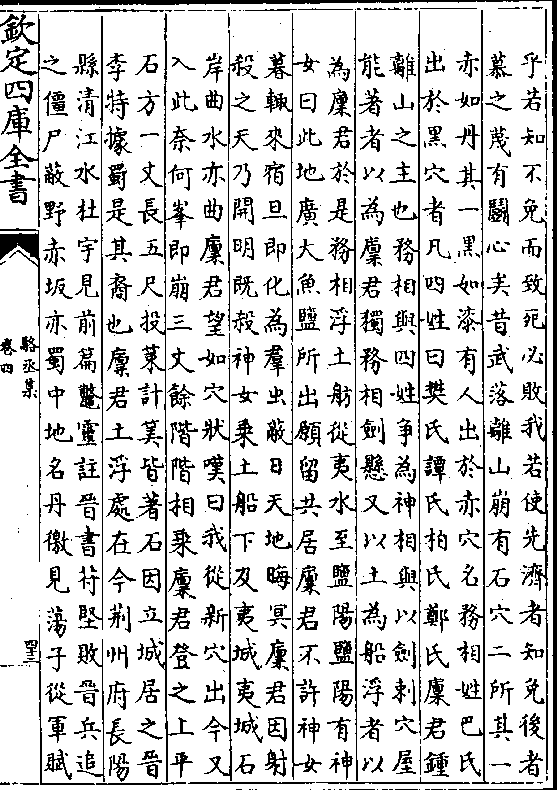 乎若知不免而致死必敗我若使先濟者知免後者
慕之蔑有鬬心矣昔武落離山崩有石穴二所其一
赤如丹其一黑如漆有人出於赤穴名務相姓巴氏
出於黑穴者凡四姓曰樊氏譚氏柏氏鄭氏廩君鍾
離山之主也務相與四姓争為神相與以劍刺穴屋
能著者以為廩君獨務相劍懸又以土為船浮者以
為廩君於是務相浮土舫從夷水至鹽陽鹽陽有神
女曰此地廣大魚鹽所出願留共居廩君不許神女
暮輒來宿旦即化為羣虫蔽日天地晦冥廩君因射
殺之天乃開明既殺神女乗土船下及夷城夷城石
岸曲水亦曲廩君望如穴狀嘆曰我從新穴出今又
入此奈何峯即崩三丈餘階階相乗廩君登之上平
石方一丈長五尺投䇿計筭皆著石因立城居之晉
李特據蜀是其裔也廩君土浮處在今荆州府長陽
縣清江水杜宇見前篇鼈靈註晉書苻堅敗晉兵追
之僵尸蔽野赤坂亦蜀中地名丹徼見蕩子從軍賦
欽定四庫全書
駱丞集
卷四